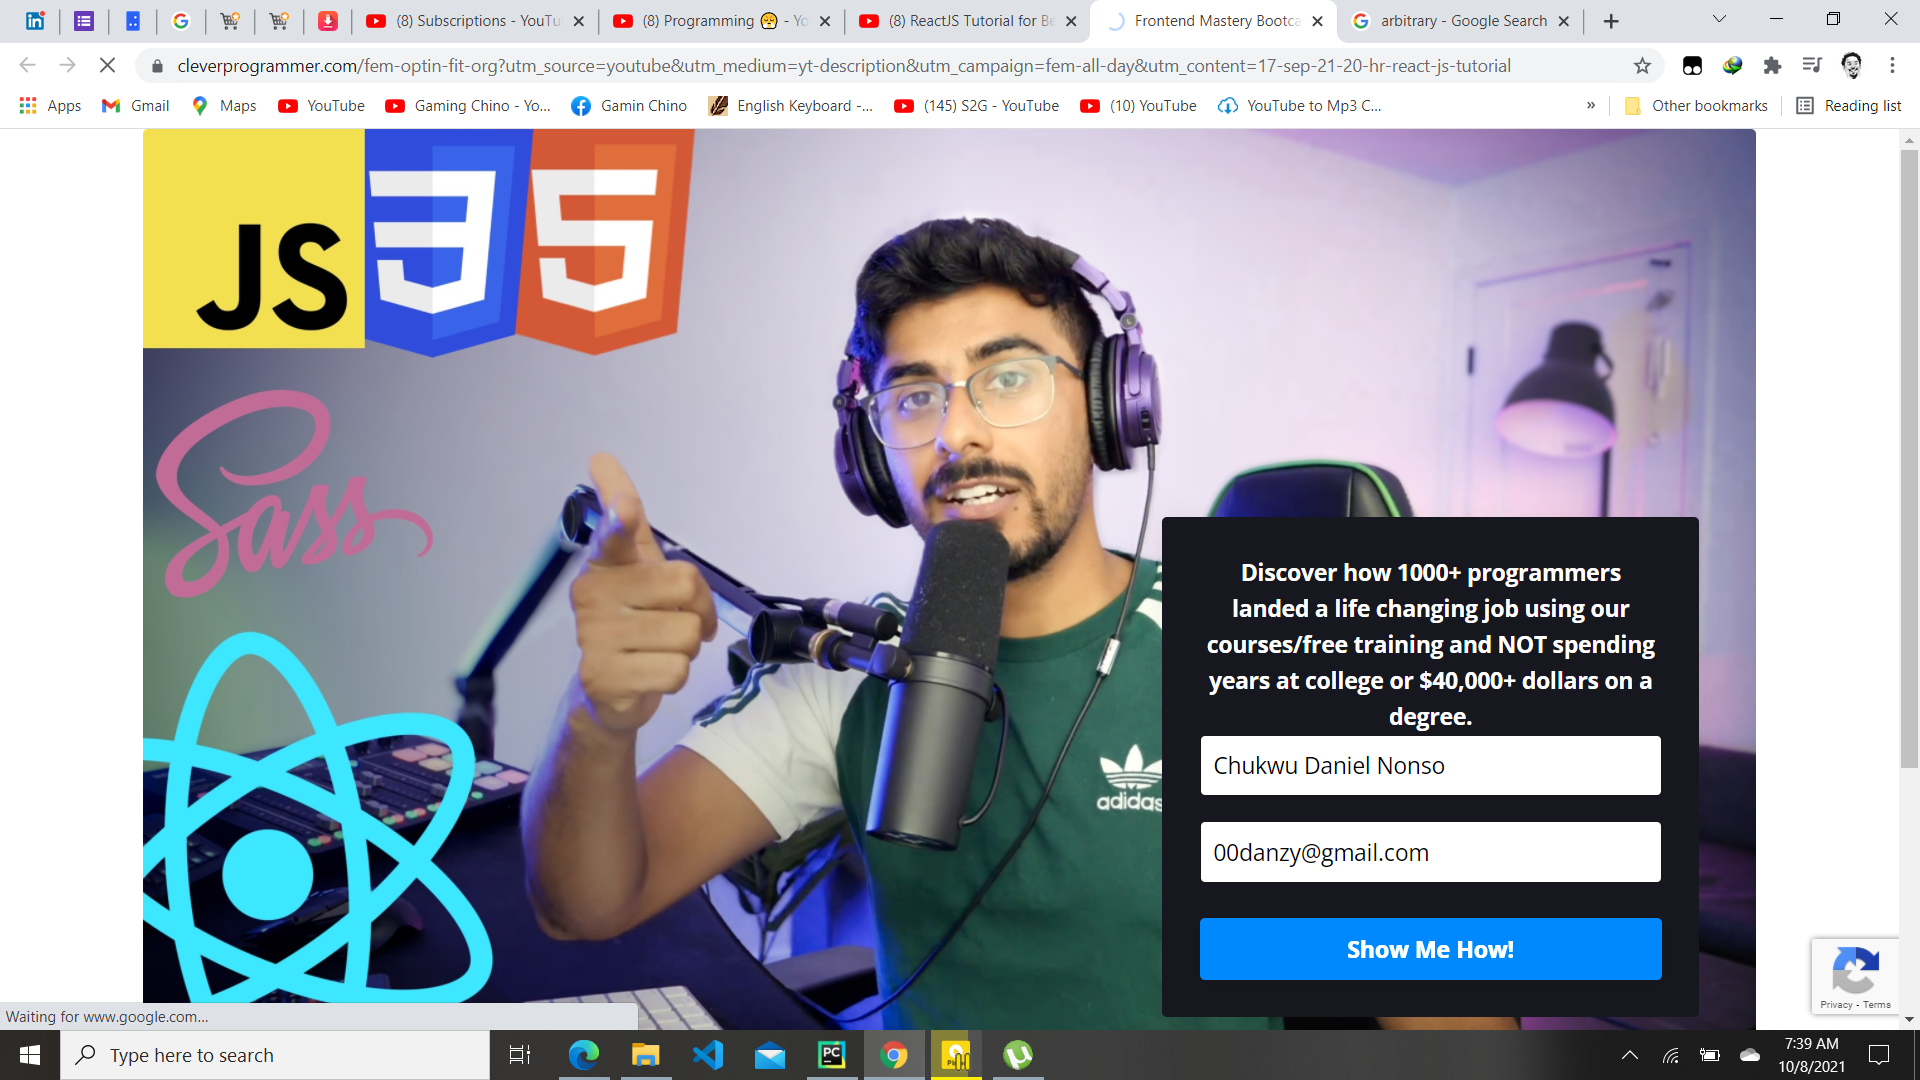 (8) Subscriptions - YouTu
(8) Programming 😤 - Yo
(8) ReactJS Tutorial for Be
Frontend Mastery Bootca
arbitrary - Google Search
cleverprogrammer.com/fem-optin-fit-org?utm_source=youtube&utm_medium=yt-description&utm_campaign=fem-all-day&utm_content=17-sep-21-20-hr-react-js-tutorial
Apps
Gmail
Maps
YouTube
Gaming Chino - Yo...
Gamin Chino
English Keyboard -...
(145) S2G - YouTube
(10) YouTube
YouTube to Mp3 C...
»
Other bookmarks
Reading list
JS
3
5
Sass
adidas
Discover how 1000+ programmers
landed a life changing job using our
courses/free training and NOT spending
years at college or $40,000+ dollars on a
degree.
Chukwu Daniel Nonso
00danzy@gmail.com
Show Me How!
Privacy - Terms
Waiting for www.google.com...
Type here to search
PC
7:39 AM
10/8/2021